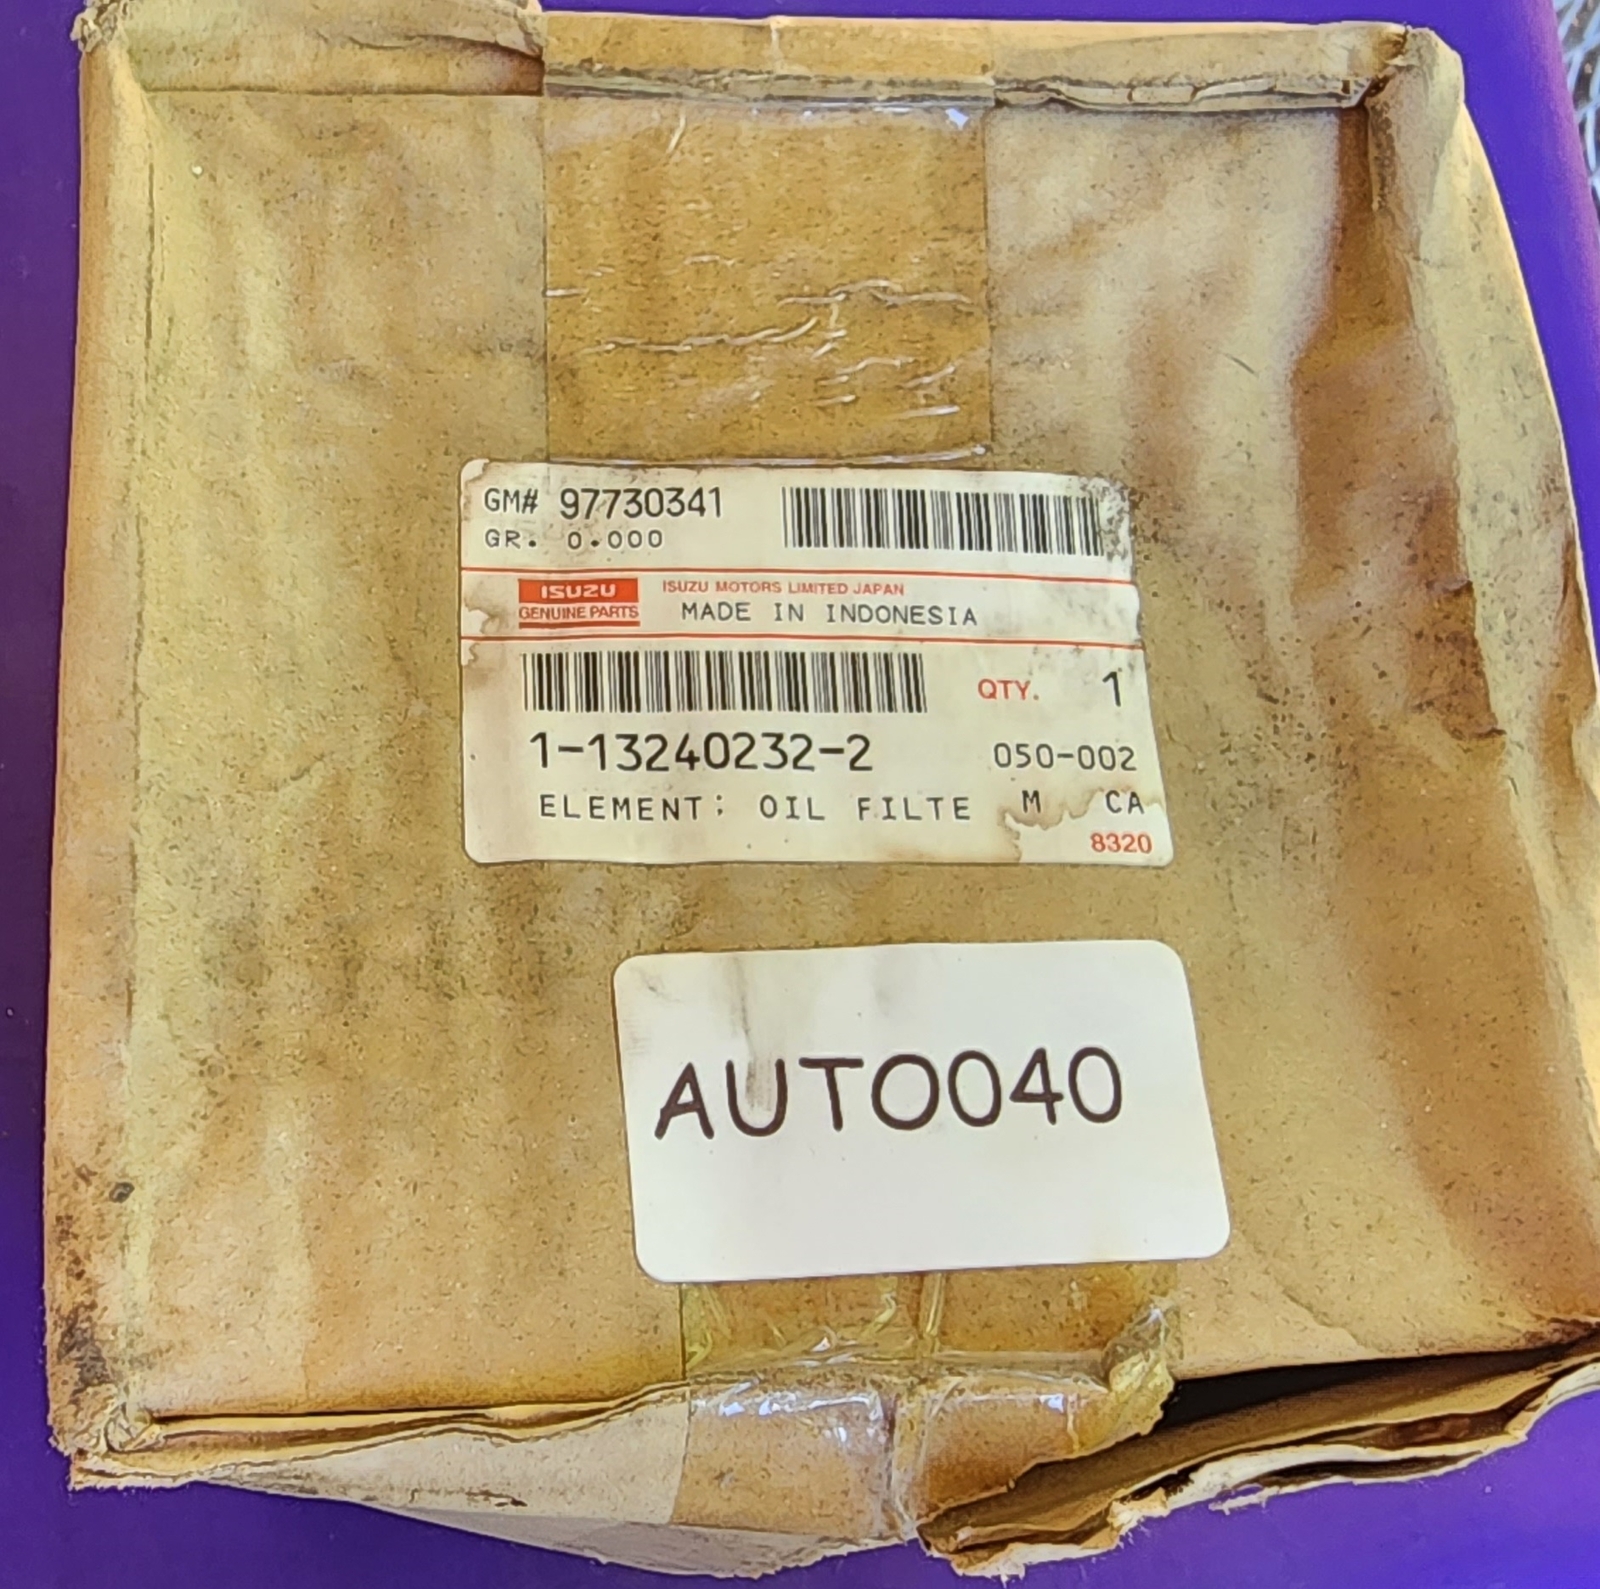 GM# 97730341
GR. 0.000
ISUZU
GENUINE PARTS
ISUZU MOTORS LIMITED JAPAN
MADE IN INDONESIA
QTY. 1
1-13240232-2 050-002
ELEMENT; OIL FILTE M CA
8320
AUTO040